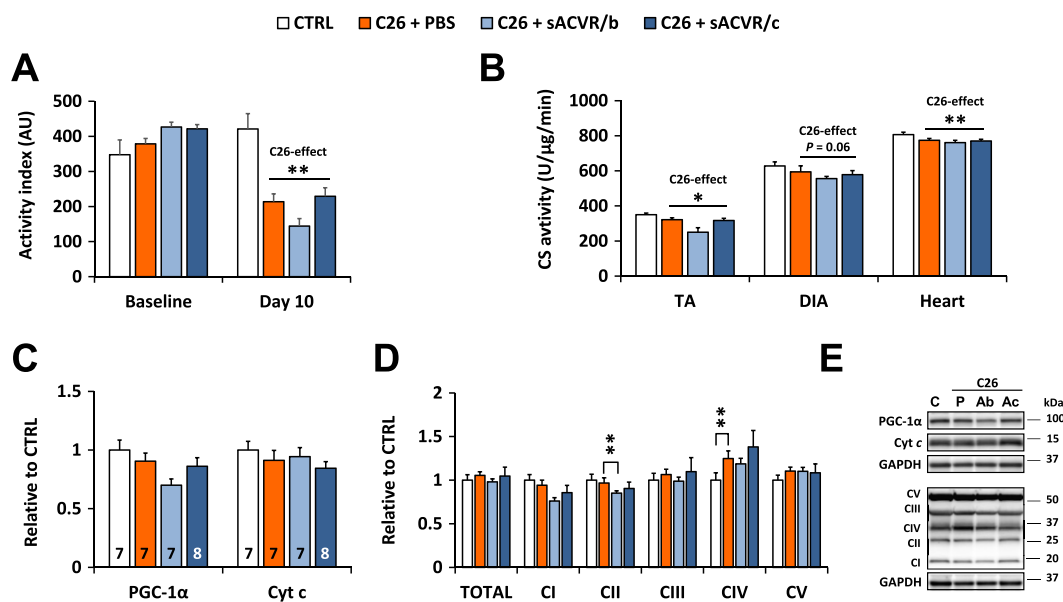 CTRL C26 + PBS C26 + sACVR/b C26 + sACVR/c
A
Activity index (AU)
500
400
300
200
100
0
C26-effect
**
Baseline Day 10
B
CS avtivity (U/µg/min)
1000
800
600
400
200
0
C26-effect
*
C26-effect
P = 0.06
C26-effect
**
TA DIA Heart
C
Relative to CTRL
1.5
1
0.5
0
7 7 7 8 7 7 7 8
PGC-1α Cyt c
D
Relative to CTRL
2
1.5
1
0.5
0
**
**
TOTAL CI CII CIII CIV CV
E
C26
C P Ab Ac kDa
PGC-1α 100
Cyt c 15
GAPDH 37
CV 50
CIII
CIV 37
CII 25
CI 20
GAPDH 37